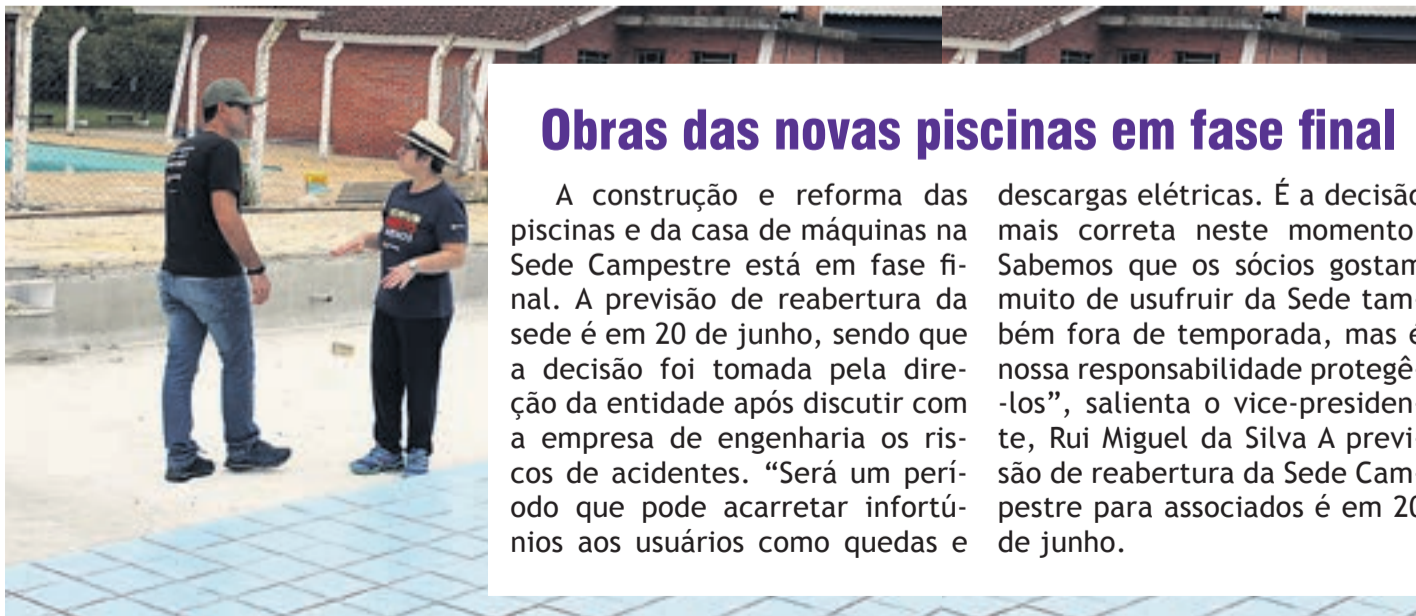 Obras das novas piscinas em fase final
A construção e reforma das
piscinas e da casa de máquinas na
Sede Campestre está em fase fi-
nal. A previsão de reabertura da
sede é em 20 de junho, sendo que
a decisão foi tomada pela dire-
ção da entidade após discutir com
a empresa de engenharia os ris-
cos de acidentes. “Será um perí-
odo que pode acarretar infortú-
nios aos usuários como quedas e
descargas elétricas. É a decisão
mais correta neste momento.
Sabemos que os sócios gostam
muito de usufruir da Sede tam-
bém fora de temporada, mas é
nossa responsabilidade protegê-
-los”, salienta o vice-presiden-
te, Rui Miguel da Silva A previ-
são de reabertura da Sede Cam-
pestre para associados é em 20
de junho.